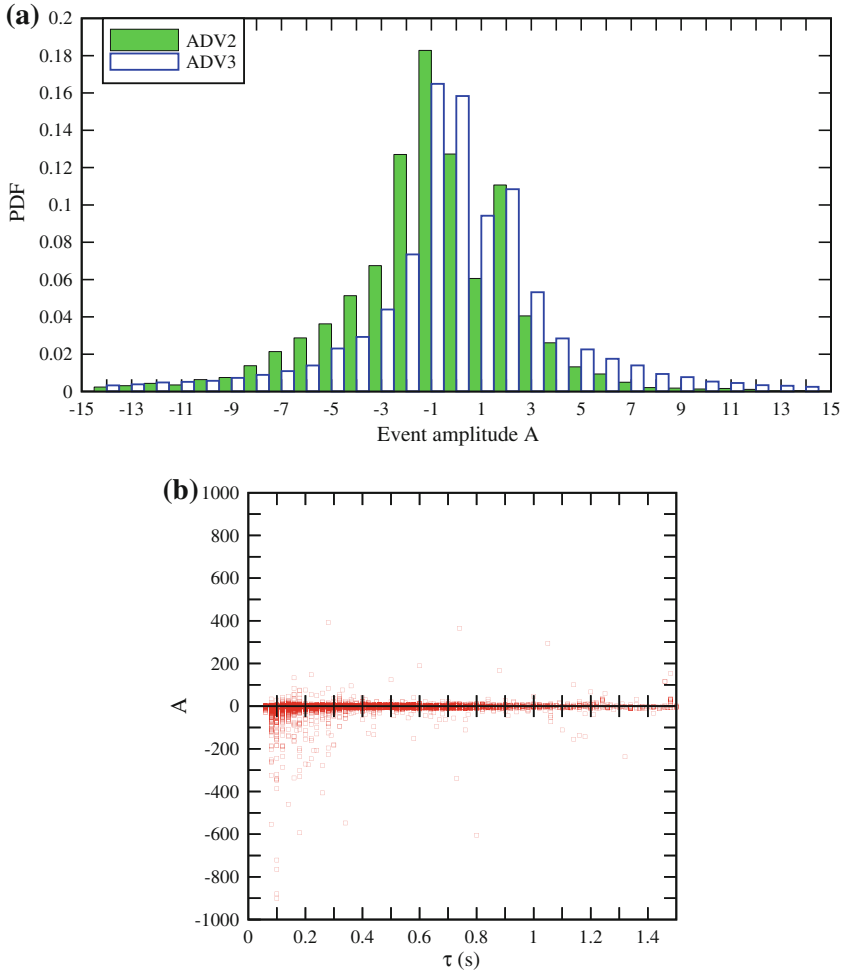 (a)
0.2
0.18
0.16
0.14
0.12
0.1
0.08
0.06
0.04
0.02
0
PDF
ADV2
ADV3
-15 -13 -11 -9 -7 -5 -3 -1 1 3 5 7 9 11 13 15
Event amplitude A
(b)
1000
800
600
400
200
0
-200
-400
-600
-800
-1000
A
0 0.2 0.4 0.6 0.8 1 1.2 1.4
τ (s)